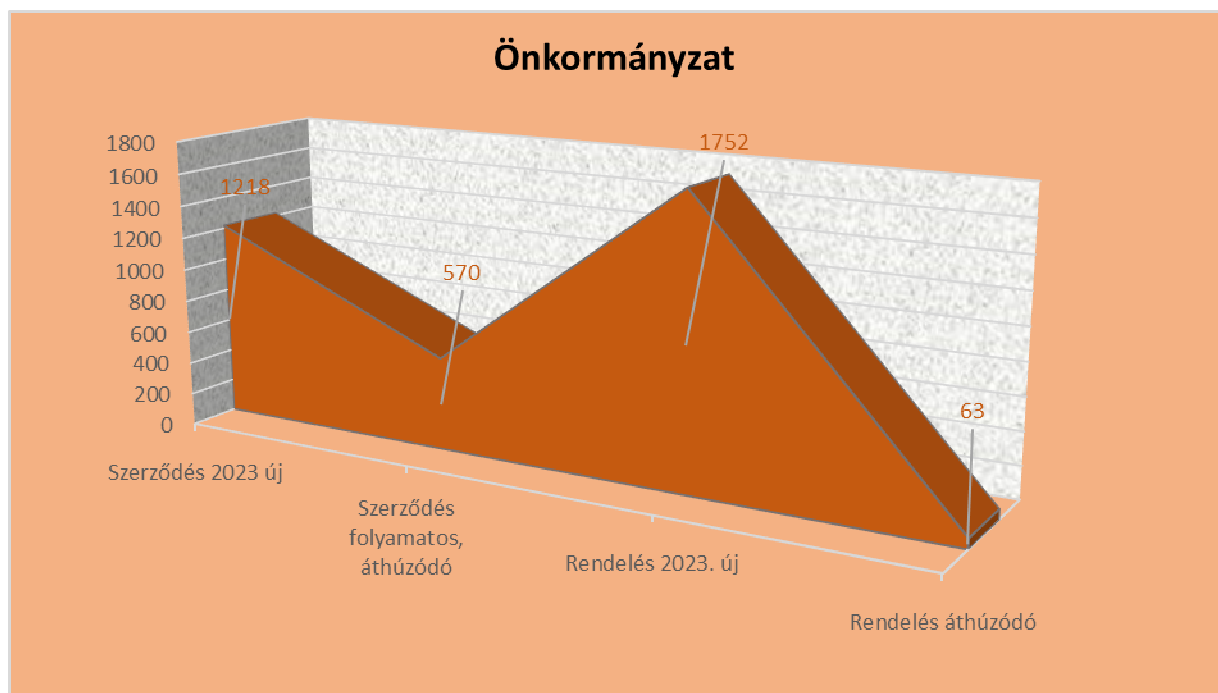 Önkormányzat
1800
1600
1400
1200
1000
800
600
400
200
0
1218
570
1752
63
Szerződés 2023 új
Szerződés
folyamatos,
áthúzódó
Rendelés 2023. új
Rendelés áthúzódó